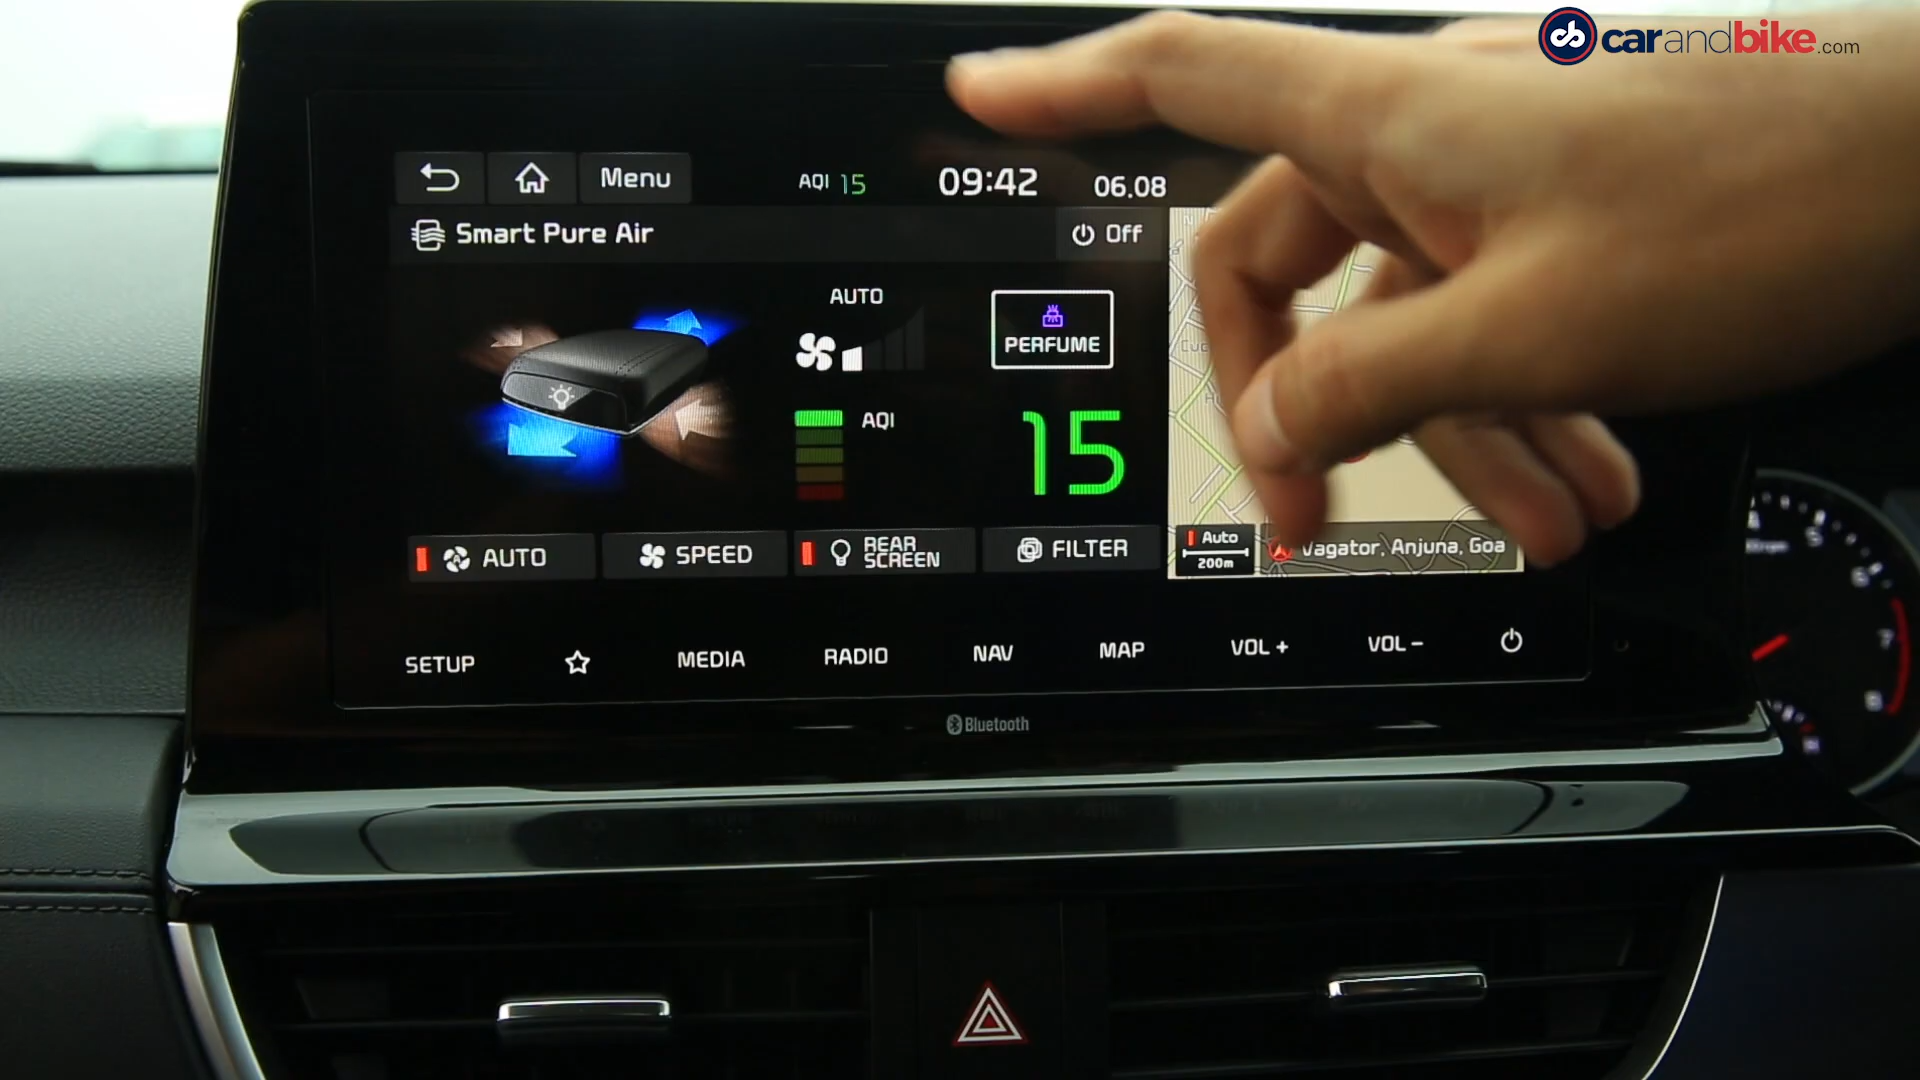 carandbike.com
Menu
AQI 15
09:42
06.08
Smart Pure Air
Off
AUTO
PERFUME
AQI
15
AUTO
SPEED
REAR
SCREEN
FILTER
Auto
200m
Vagator, Anjuna, Goa
SETUP
MEDIA
RADIO
NAV
MAP
VOL +
VOL -
Bluetooth